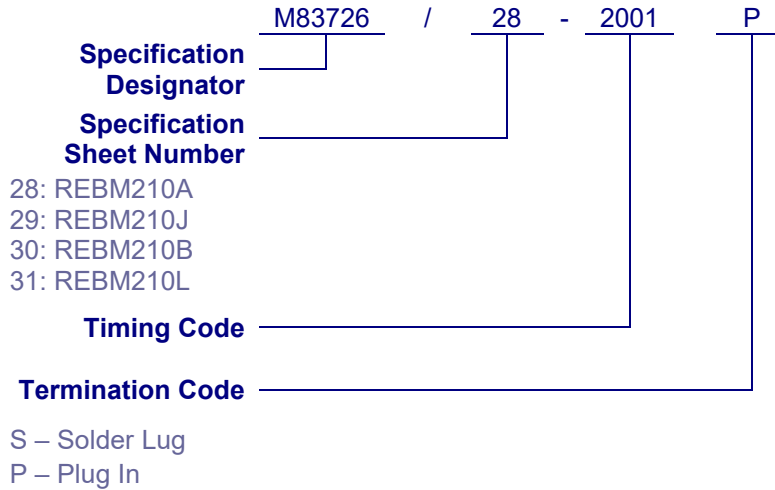 M83726 / 28 - 2001 P
Specification
Designator
Specification
Sheet Number
28: REBM210A
29: REBM210J
30: REBM210B
31: REBM210L
Timing Code
Termination Code
S – Solder Lug
P – Plug In